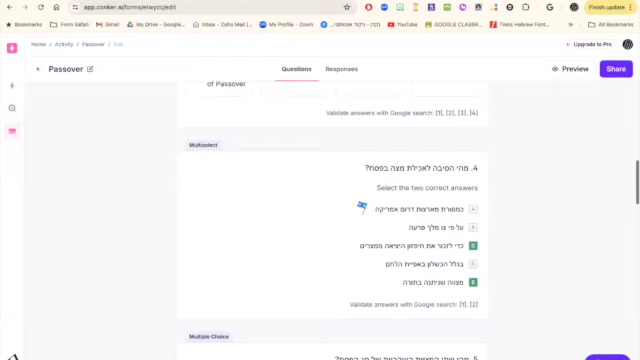 app.conker.ai/forms/etwyzc/edit
Finish update
Bookmarks From Safari Gmail My Drive - Google... Zoom Inbox - Zoho Mail (... My Profile - Zoom YouTube GOOGLE CLASSR... Times Hebrew Font... All Bookmarks
Home / Activity / Passover / Edit
Upgrade to Pro
Passover
Questions Responses
Preview Share
of Passover
Validate answers with Google search: [1], [2], [3], [4]
Multiselect
4. מהי הסיבה לאכילת מצה בפסח?
Select the two correct answers
A כמסורת מארצות דרום אמריקה
B על פי צו מלך פרעה
C כדי לזכור את חיפזון היציאה ממצרים
D בגלל הכשלון באפיית הלחם
E מצווה שניתנה בתורה
Validate answers with Google search: [1], [2]
Multiple Choice